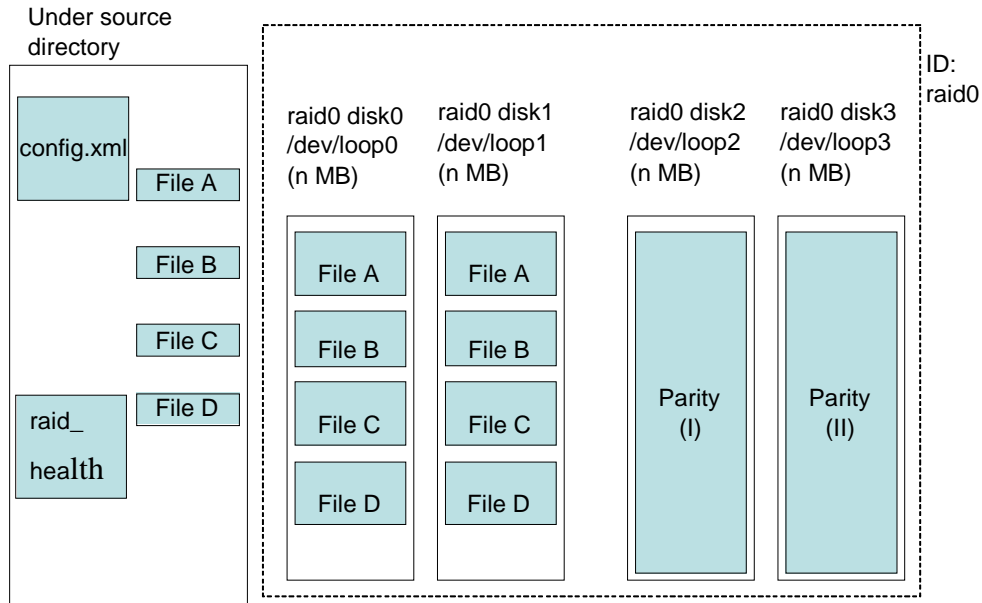 Under source
directory
config.xml
File A
File B
File C
File D
raid_
health
ID:
raid0
raid0 disk0
/dev/loop0
(n MB)
File A
File B
File C
File D
raid0 disk1
/dev/loop1
(n MB)
File A
File B
File C
File D
raid0 disk2
/dev/loop2
(n MB)
Parity
(I)
raid0 disk3
/dev/loop3
(n MB)
Parity
(II)